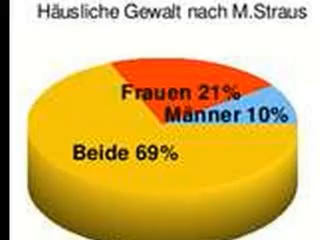 Häusliche Gewalt nach M.Straus
Frauen 21%
Männer 10%
Beide 69%